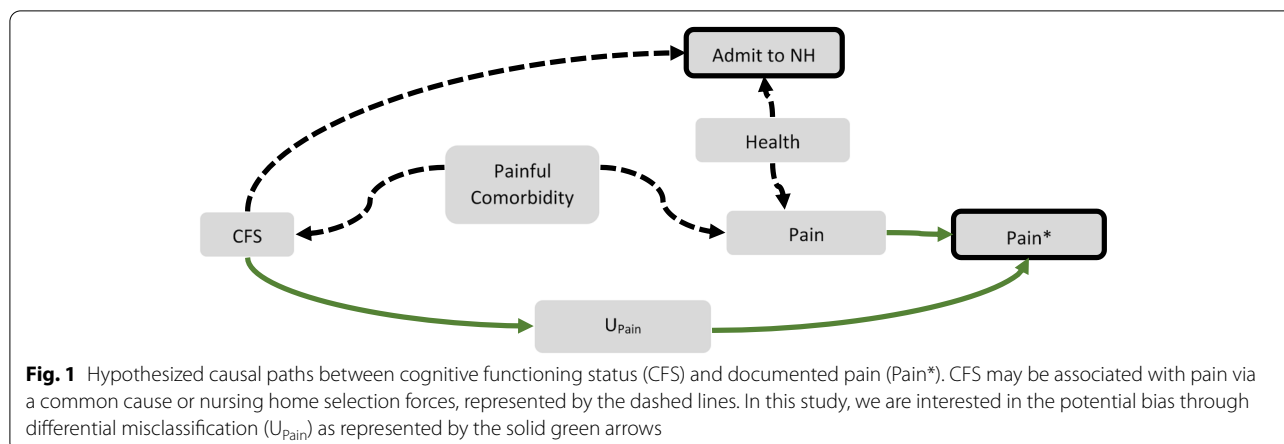 Admit to NH
Health
Painful
Comorbidity
CFS
Pain
Pain*
UPain
Fig. 1 Hypothesized causal paths between cognitive functioning status (CFS) and documented pain (Pain*). CFS may be associated with pain via
a common cause or nursing home selection forces, represented by the dashed lines. In this study, we are interested in the potential bias through
differential misclassification (UPain) as represented by the solid green arrows